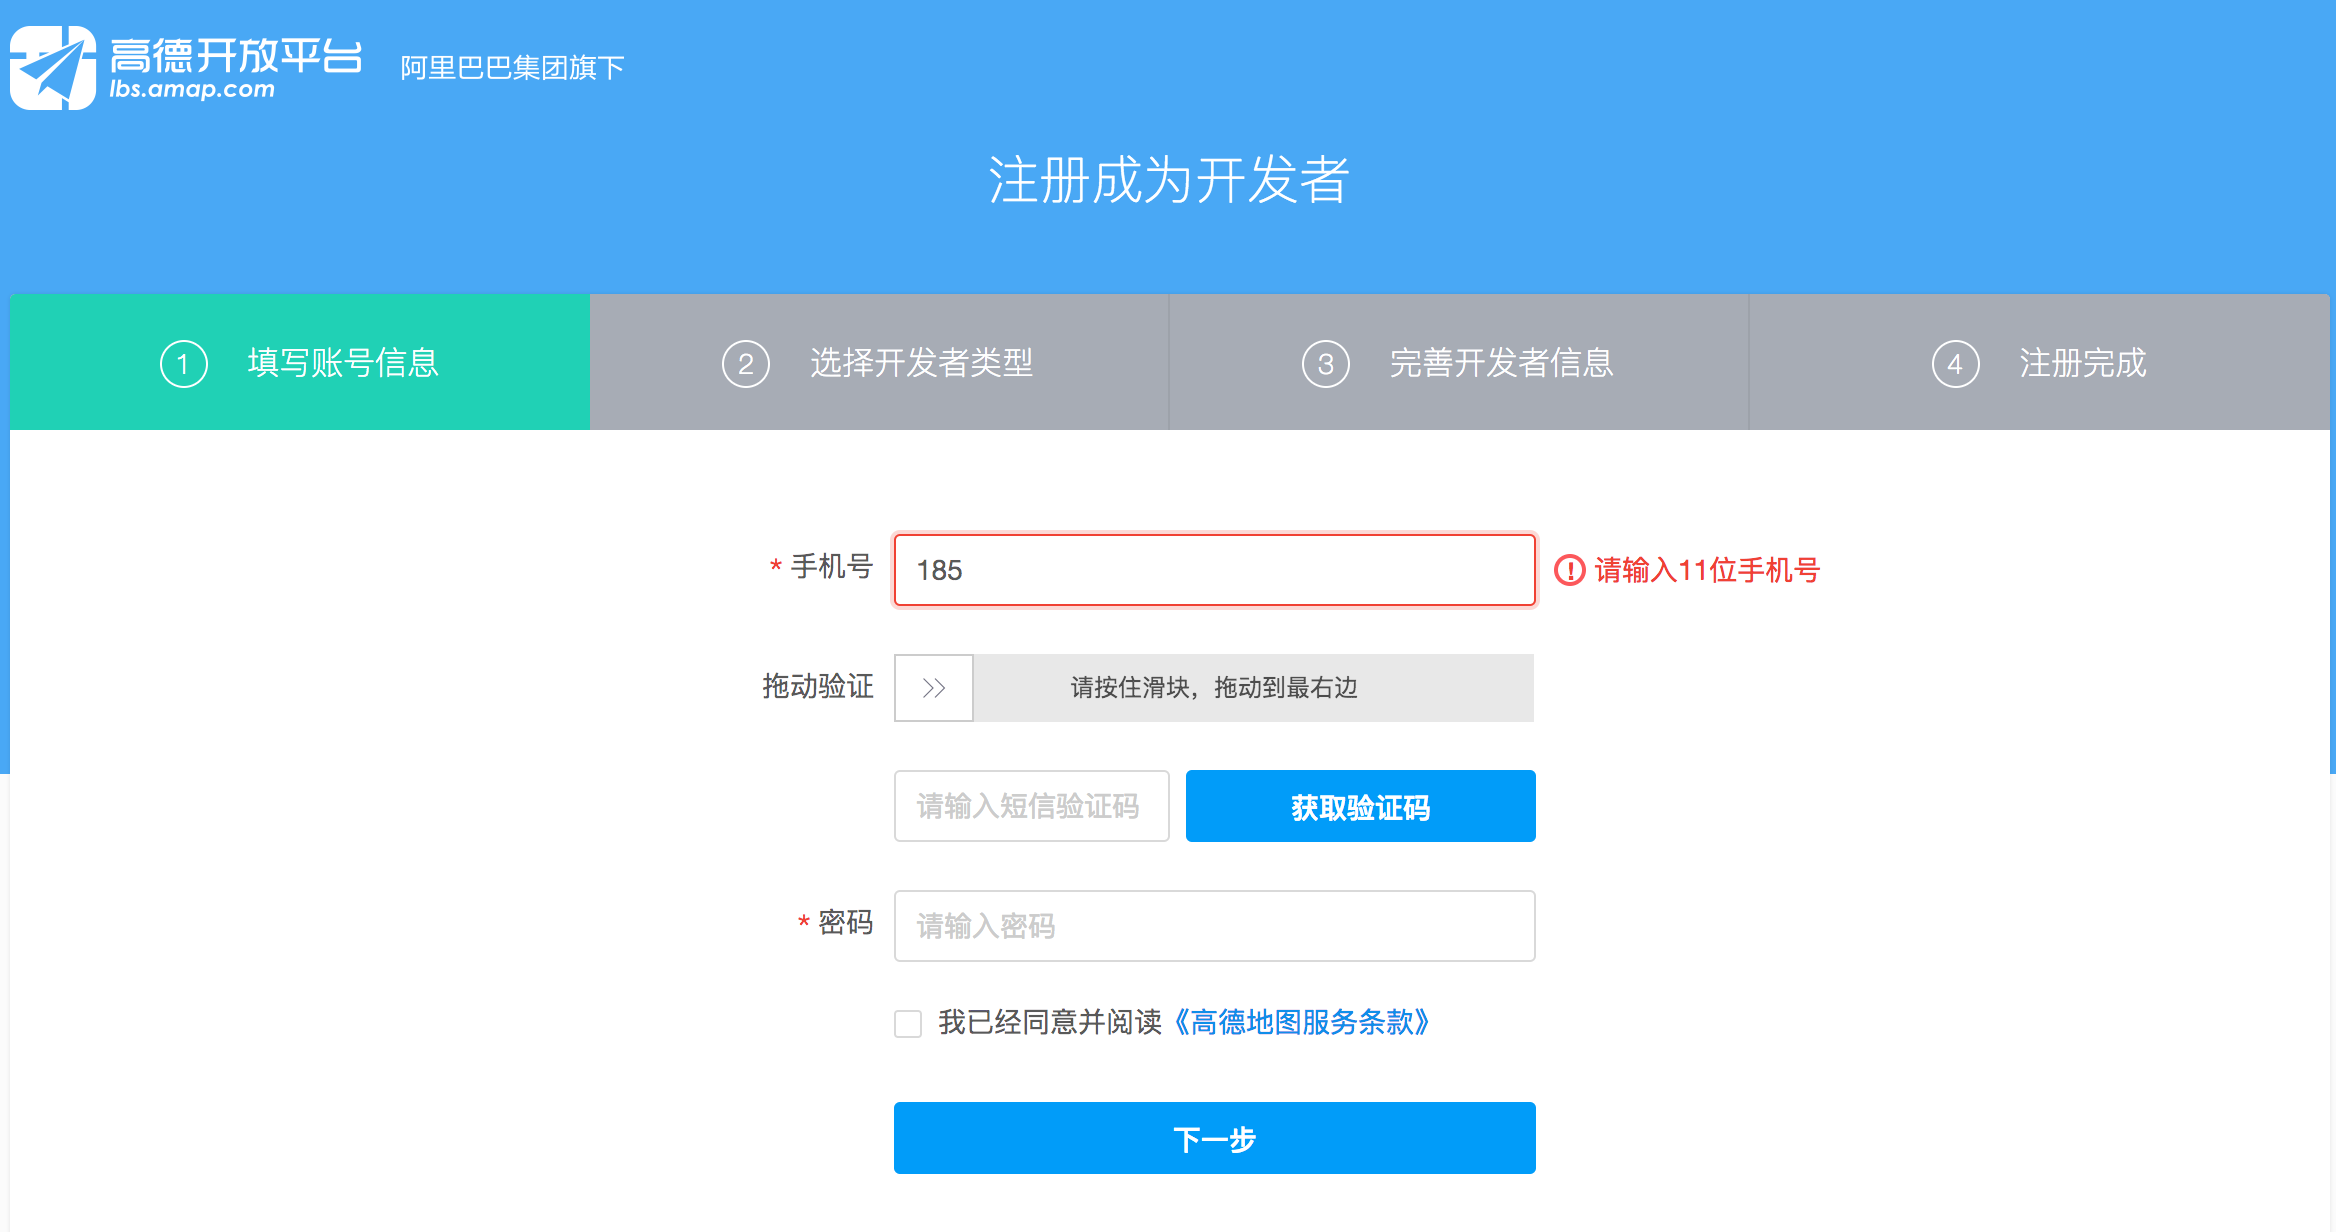 高德开放平台
lbs.amap.com
阿里巴巴集团旗下
注册成为开发者
1 填写账号信息
2 选择开发者类型
3 完善开发者信息
4 注册完成
* 手机号 185 ! 请输入11位手机号
拖动验证 >> 请按住滑块，拖动到最右边
请输入短信验证码 获取验证码
* 密码 请输入密码
我已经同意并阅读《高德地图服务条款》
下一步